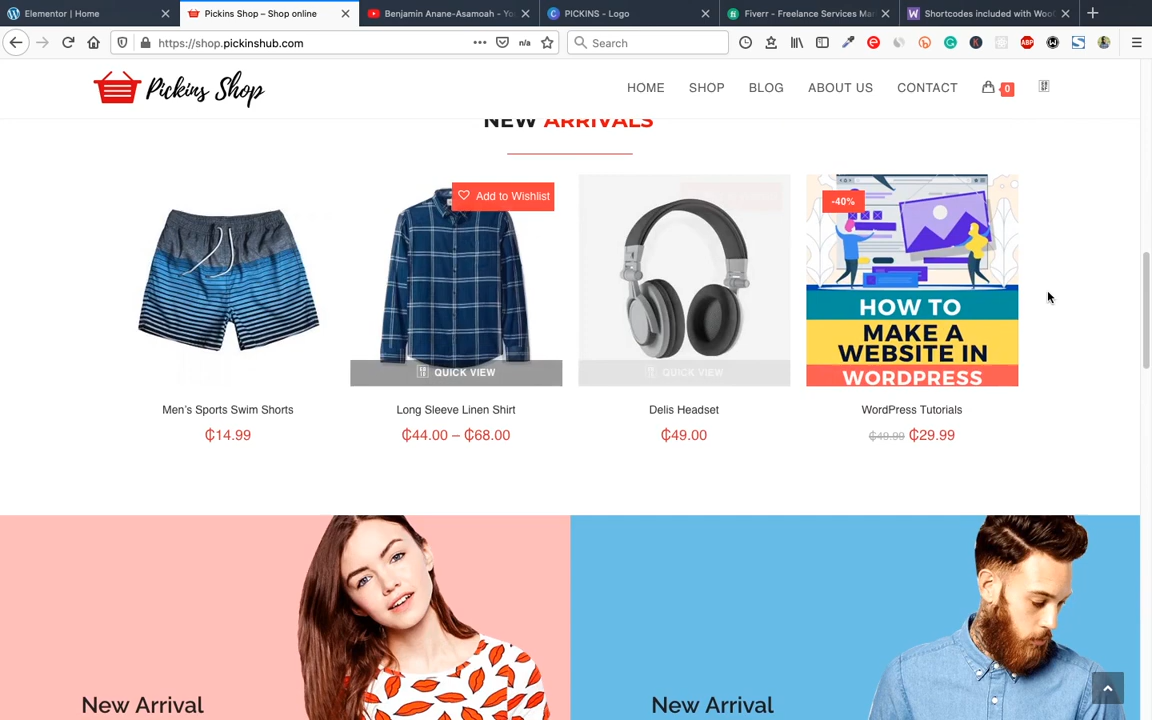 Elementor | Home
Pickins Shop – Shop online
Benjamin Anane-Asamoah - Yo
PICKINS - Logo
Fiverr - Freelance Services Ma
Shortcodes included with Woo
https://shop.pickinshub.com
n/a
Search
ABP
Pickins Shop
HOME SHOP BLOG ABOUT US CONTACT 0
NEW ARRIVALS
Add to Wishlist
-40%
HOW TO
MAKE A
WEBSITE IN
WORDPRESS
QUICK VIEW
QUICK VIEW
Men's Sports Swim Shorts
Long Sleeve Linen Shirt
Delis Headset
WordPress Tutorials
₵14.99
₵44.00 – ₵68.00
₵49.00
₵49.99 ₵29.99
New Arrival
New Arrival